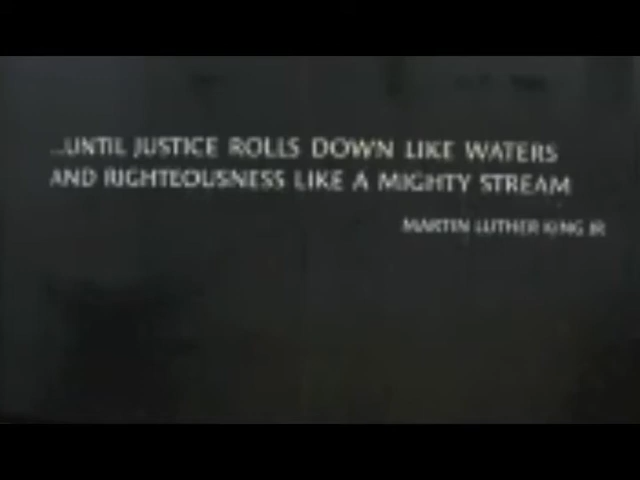 ...UNTIL JUSTICE ROLLS DOWN LIKE WATERS
AND RIGHTEOUSNESS LIKE A MIGHTY STREAM
MARTIN LUTHER KING JR